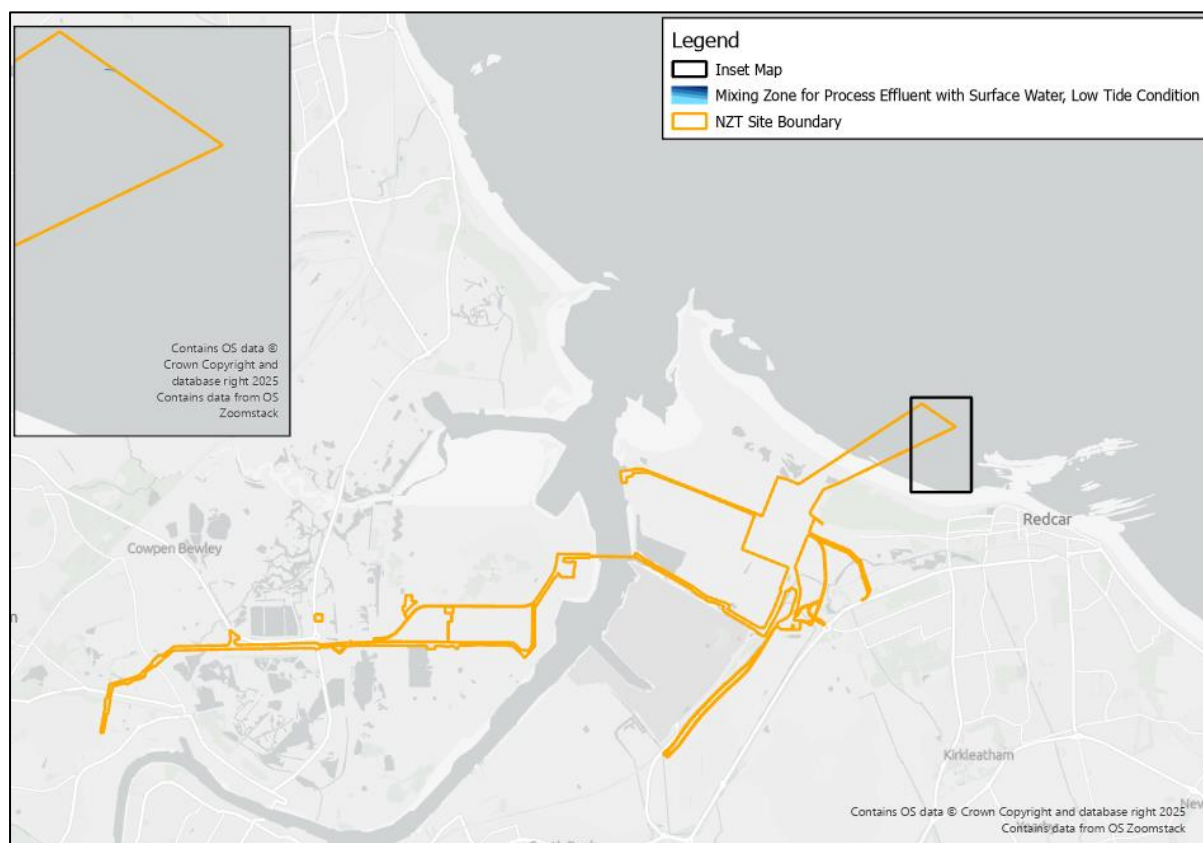 Legend
Inset Map
Mixing Zone for Process Effluent with Surface Water, Low Tide Condition
NZT Site Boundary
Contains OS data ©
Crown Copyright and
database right 2025
Contains data from OS
Zoomstack
Redcar
Cowpen Bewley
Kirkleatham
Contains OS data © Crown Copyright and database right 2025
Contains data from OS Zoomstack